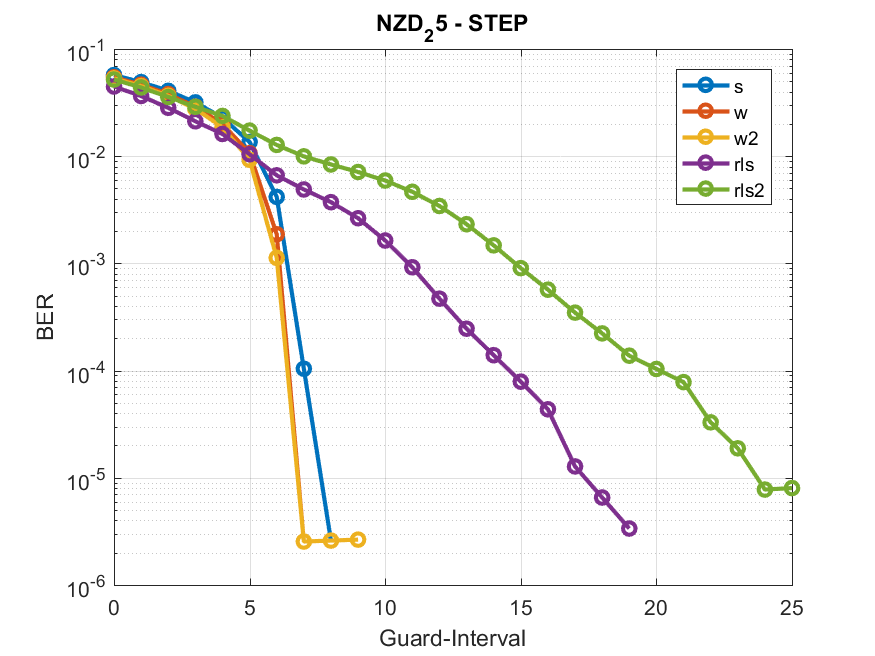 NZD₂5 - STEP
10⁻¹
10⁻²
10⁻³
10⁻⁴
10⁻⁵
10⁻⁶
BER
s
w
w2
rls
rls2
0 5 10 15 20 25
Guard-Interval